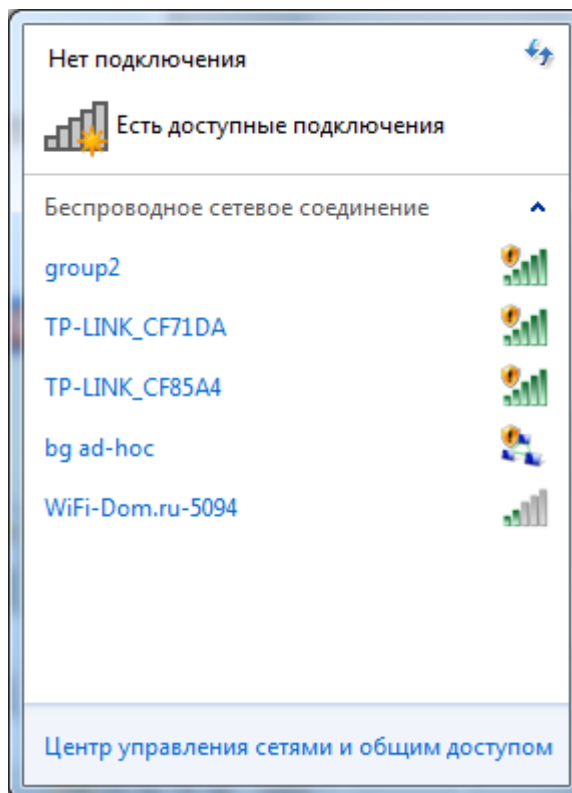 Нет подключения
Есть доступные подключения
Беспроводное сетевое соединение
group2
TP-LINK_CF71DA
TP-LINK_CF85A4
bg ad-hoc
WiFi-Dom.ru-5094
Центр управления сетями и общим доступом